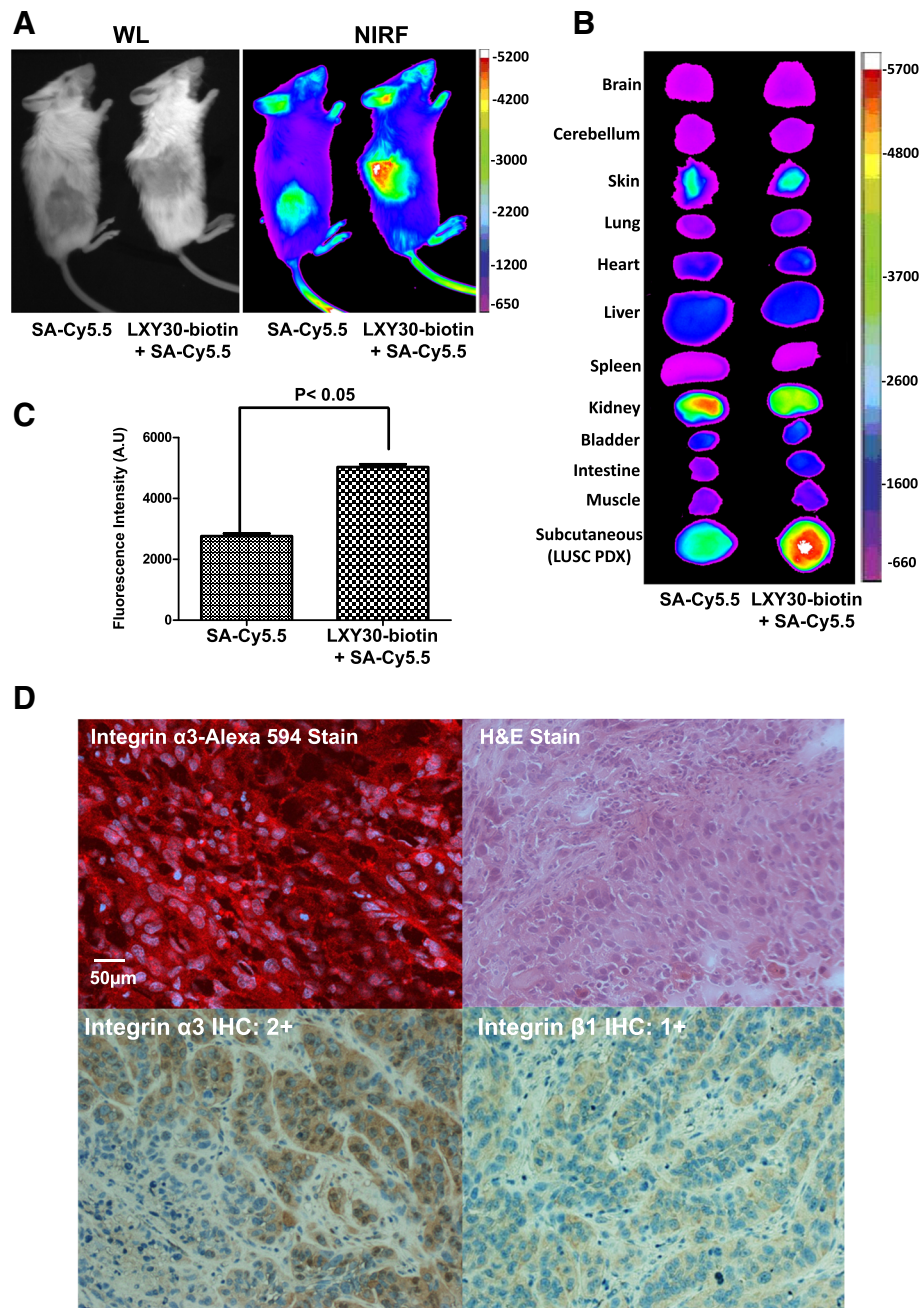 A
WL
NIRF
-5200
-4200
-3000
-2200
-1200
-650
SA-Cy5.5
LXY30-biotin
+ SA-Cy5.5
SA-Cy5.5
LXY30-biotin
+ SA-Cy5.5
B
Brain
Cerebellum
Skin
Lung
Heart
Liver
Spleen
Kidney
Bladder
Intestine
Muscle
Subcutaneous
(LUSC PDX)
-5700
-4800
-3700
-2600
-1600
-660
SA-Cy5.5
LXY30-biotin
+ SA-Cy5.5
C
P< 0.05
Fluorescence Intensity (A.U)
6000
4000
2000
0
SA-Cy5.5
LXY30-biotin
+ SA-Cy5.5
D
Integrin α3-Alexa 594 Stain
H&E Stain
50μm
Integrin α3 IHC: 2+
Integrin β1 IHC: 1+